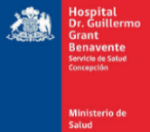 Hospital
Dr. Guillermo
Grant
Benavente
Servicio de Salud
Concepción
Ministerio de
Salud